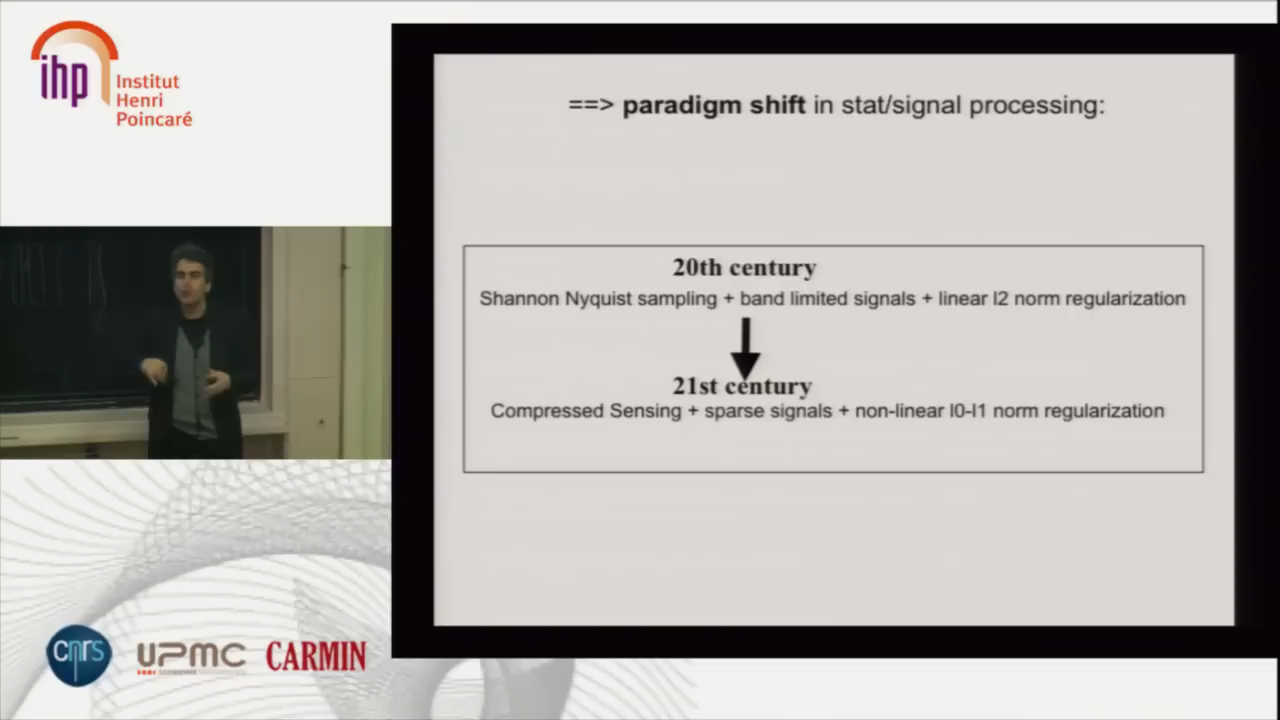 ihp
Institut
Henri
Poincaré
==> paradigm shift in stat/signal processing:
20th century
Shannon Nyquist sampling + band limited signals + linear l2 norm regularization
21st century
Compressed Sensing + sparse signals + non-linear l0-l1 norm regularization
cnrs
UPMC
CARMIN